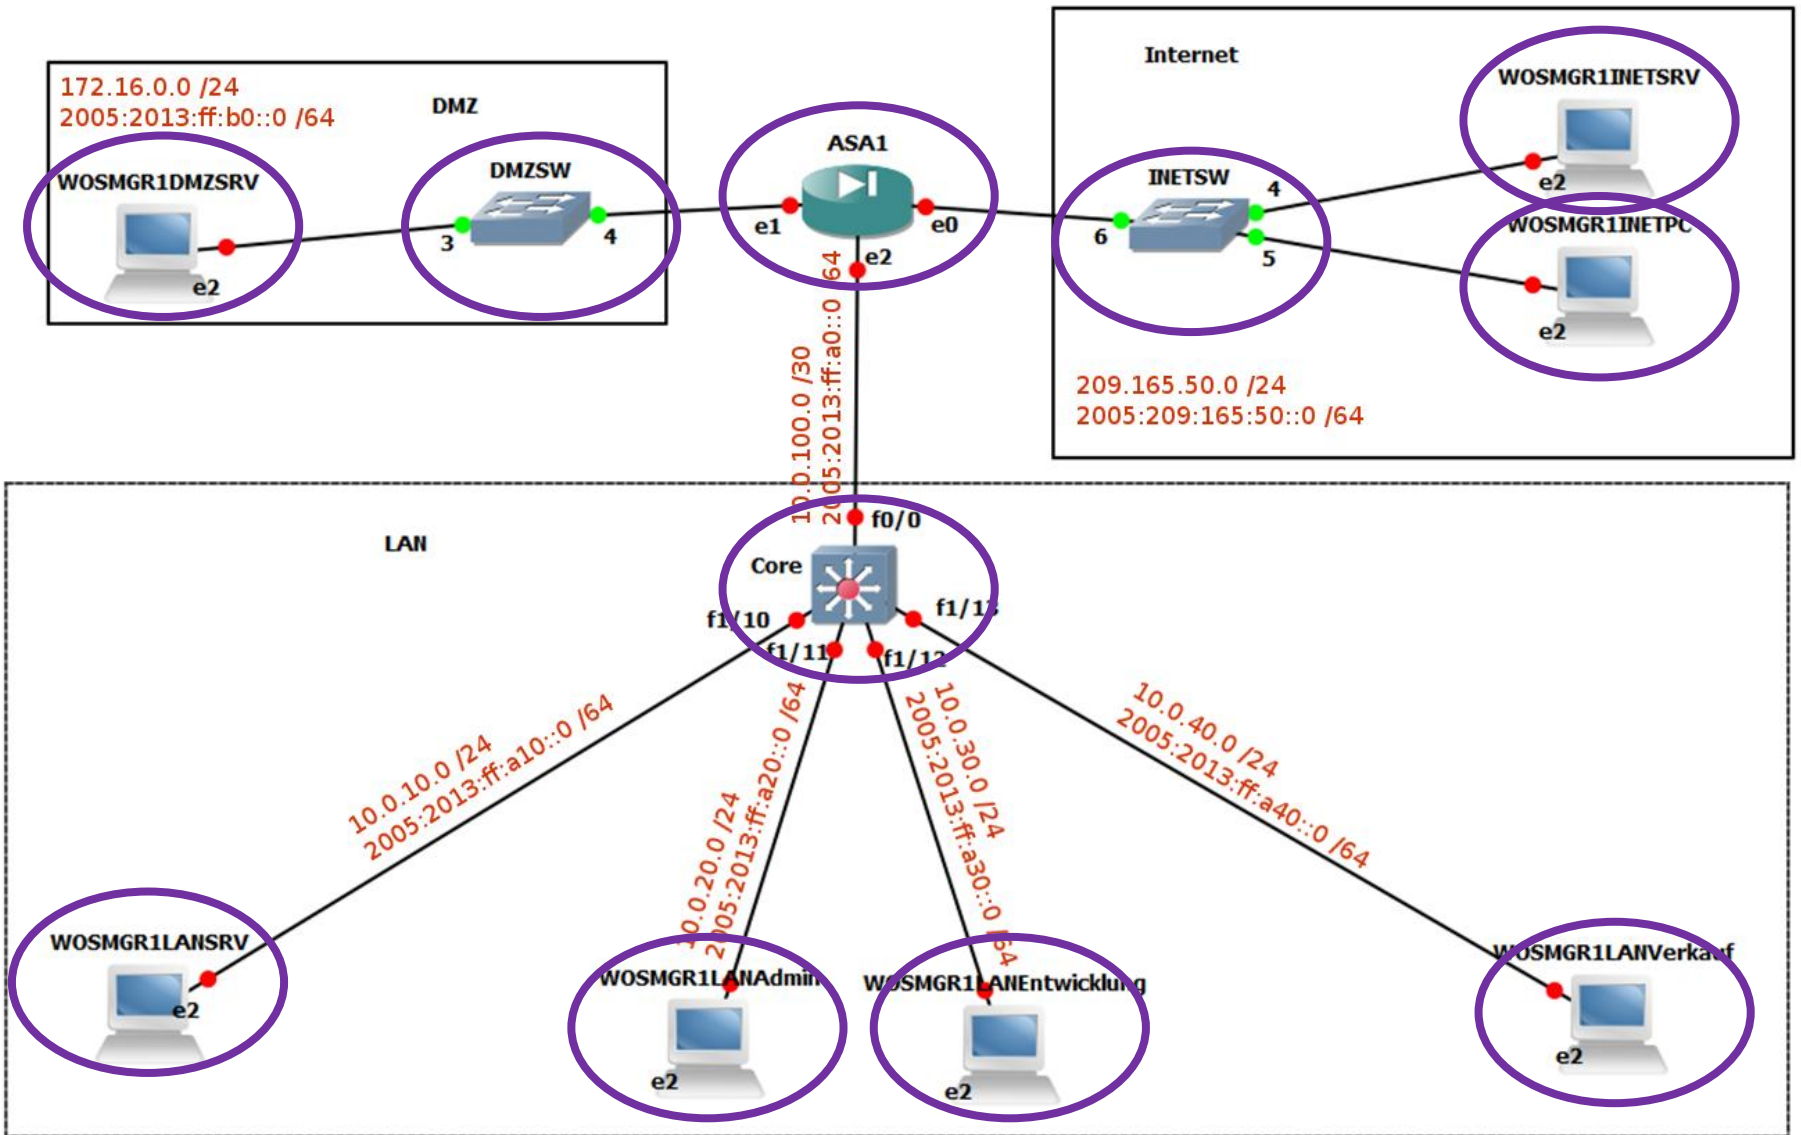 Internet
172.16.0.0 /24
2005:2013:ff:b0::0 /64
DMZ
WOSMGR1INETSRV
e2
ASA1
e1
e0
e2
DMZSW
3
4
WOSMGR1DMZSRV
e2
INETSW
4
6
5
WOSMGR1INETPC
e2
209.165.50.0 /24
2005:209:165:50::0 /64
10.0.100.0 /30
2005:2013:ff:a0::0 /64
LAN
f0/0
Core
f1/10
f1/11
f1/12
f1/13
10.0.10.0 /24
2005:2013:ff:a10::0 /64
10.0.20.0 /24
2005:2013:ff:a20::0 /64
10.0.30.0 /24
2005:2013:ff:a30::0 /64
10.0.40.0 /24
2005:2013:ff:a40::0 /64
WOSMGR1LANSRV
e2
WOSMGR1LANAdmin
e2
WOSMGR1LANEntwicklung
e2
WOSMGR1LANVerkauf
e2